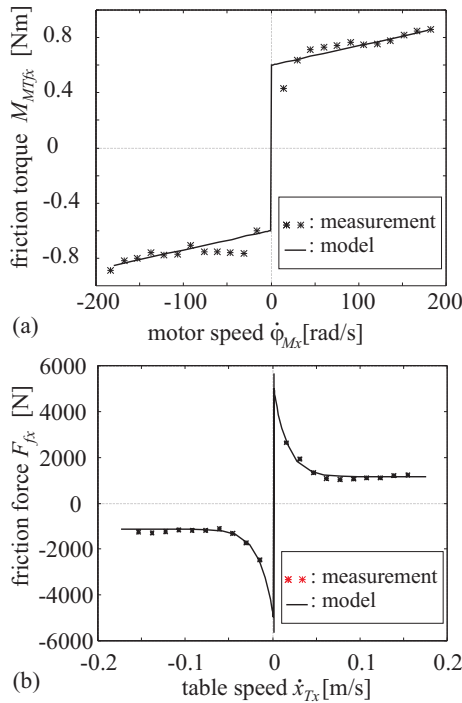 friction torque M_MTfx [Nm]
0.8
0.4
0
-0.4
-0.8
-200 -100 0 100 200
* * : measurement
— : model
(a)
motor speed φ̇_Mx[rad/s]
friction force F_fx [N]
6000
4000
2000
0
-2000
-4000
-6000
-0.2 -0.1 0 0.1 0.2
* * : measurement
— : model
(b)
table speed ẋ_Tx[m/s]